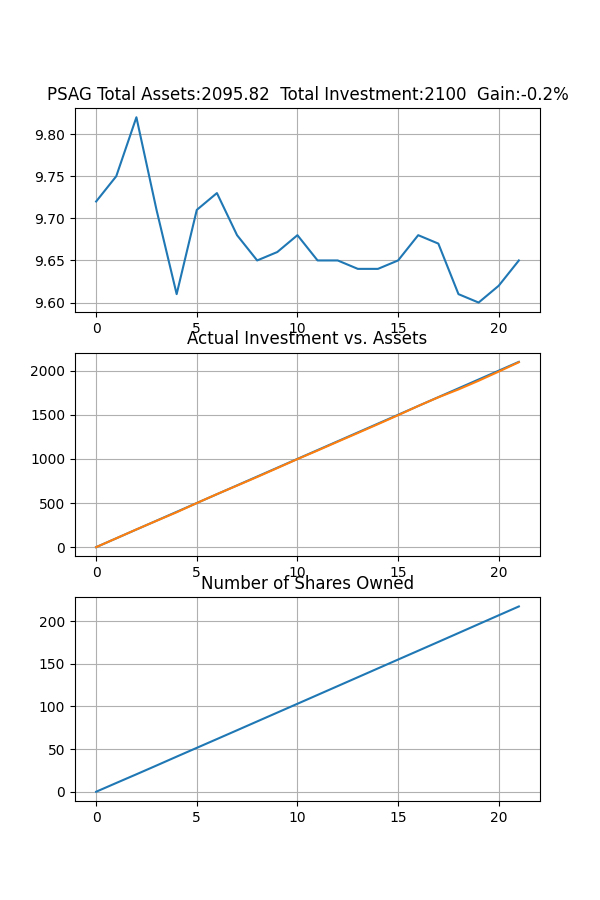 PSAG Total Assets:2095.82  Total Investment:2100  Gain:-0.2%
9.80
9.75
9.70
9.65
9.60
0 5 10 15 20
Actual Investment vs. Assets
2000
1500
1000
500
0
0 5 10 15 20
Number of Shares Owned
200
150
100
50
0
0 5 10 15 20